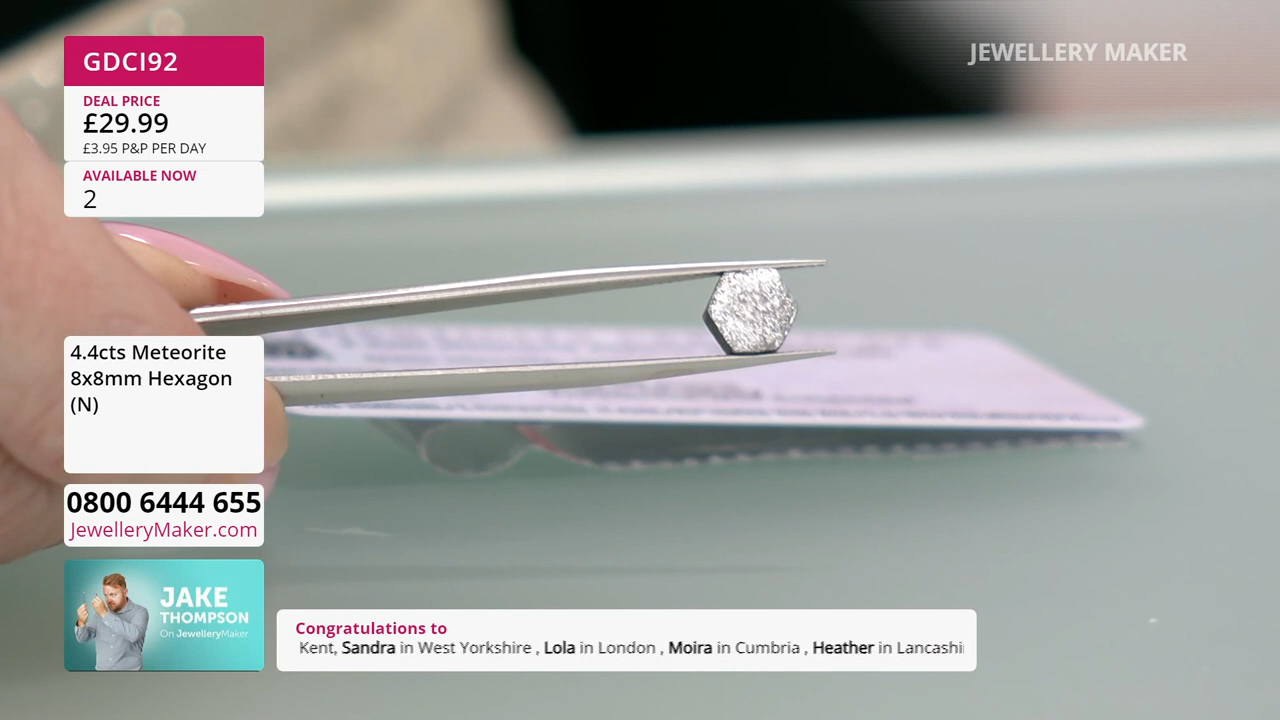 GDCI92
DEAL PRICE
£29.99
£3.95 P&P PER DAY
AVAILABLE NOW
2
JEWELLERY MAKER
4.4cts Meteorite
8x8mm Hexagon
(N)
0800 6444 655
JewelleryMaker.com
JAKE
THOMPSON
On JewelleryMaker
Congratulations to
Kent, Sandra in West Yorkshire , Lola in London , Moira in Cumbria , Heather in Lancashi